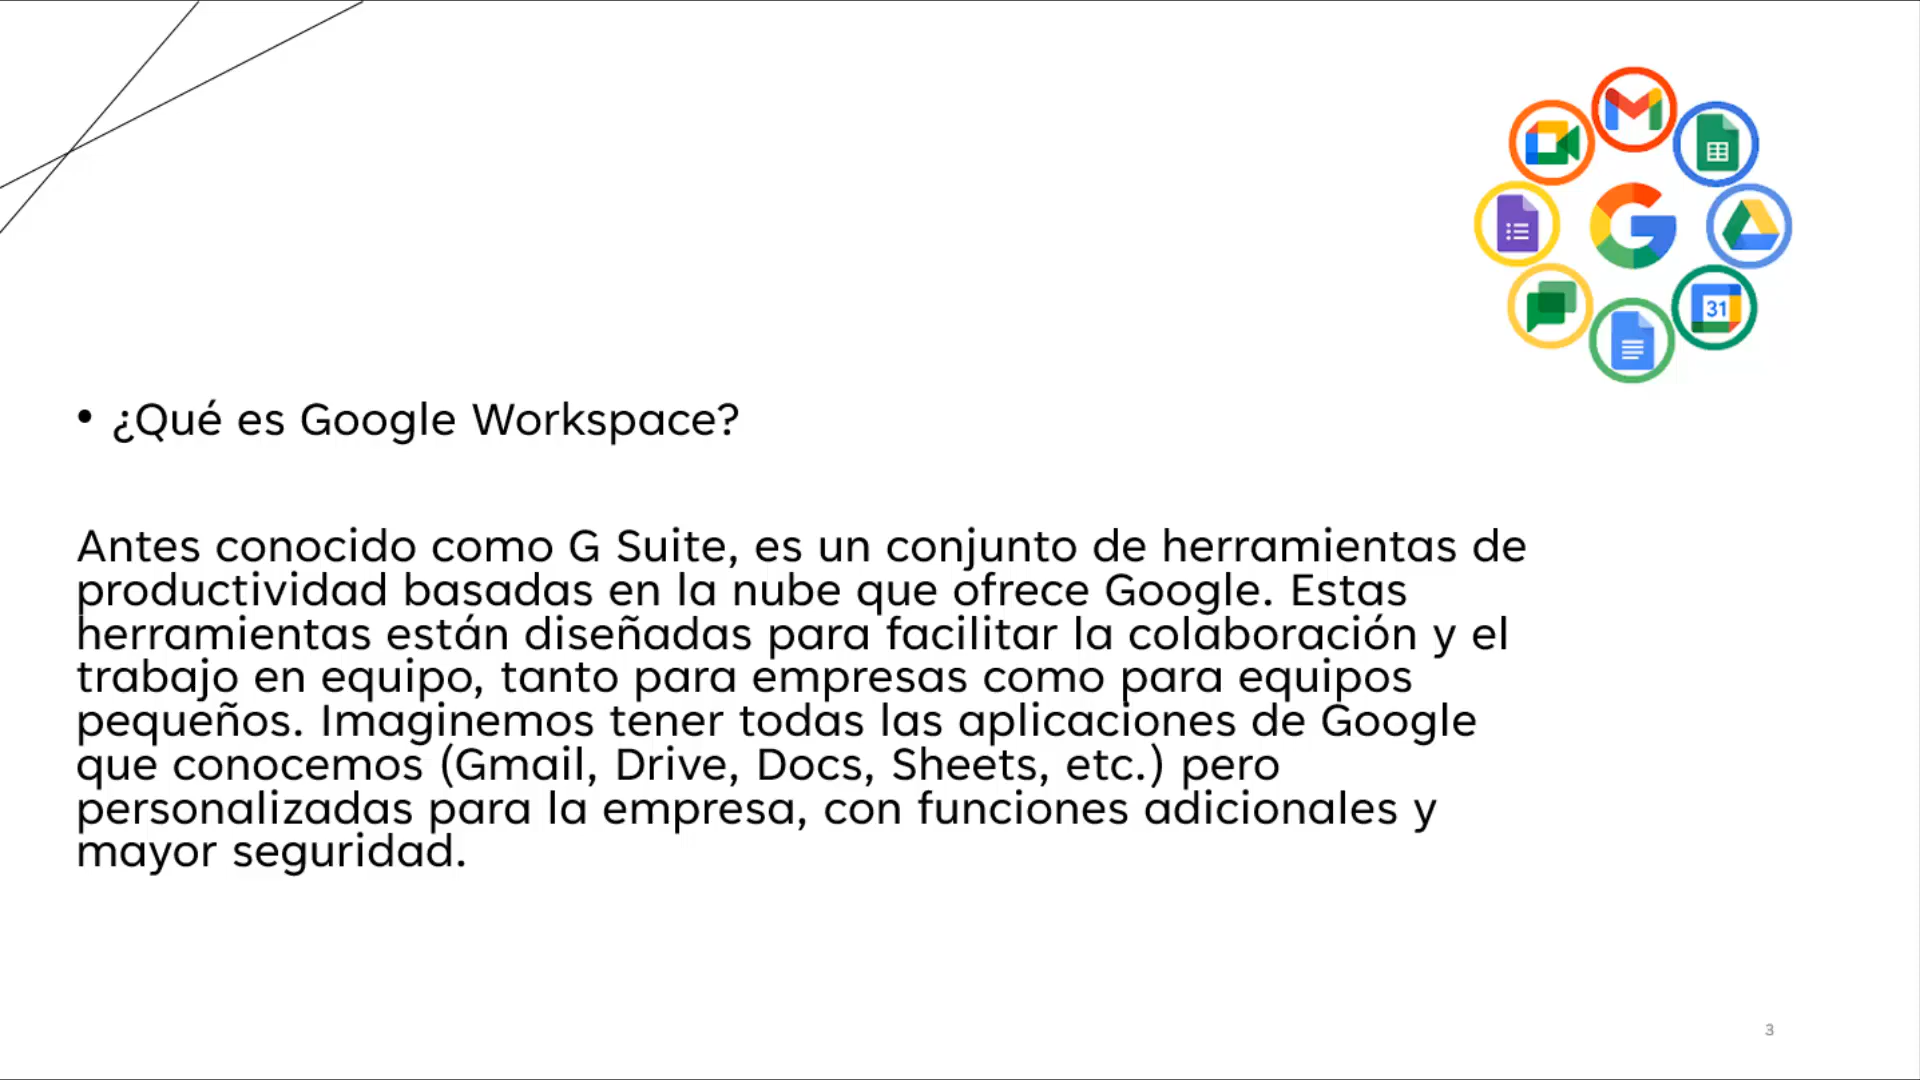 31
• ¿Qué es Google Workspace?
Antes conocido como G Suite, es un conjunto de herramientas de
productividad basadas en la nube que ofrece Google. Estas
herramientas están diseñadas para facilitar la colaboración y el
trabajo en equipo, tanto para empresas como para equipos
pequeños. Imaginemos tener todas las aplicaciones de Google
que conocemos (Gmail, Drive, Docs, Sheets, etc.) pero
personalizadas para la empresa, con funciones adicionales y
mayor seguridad.
3